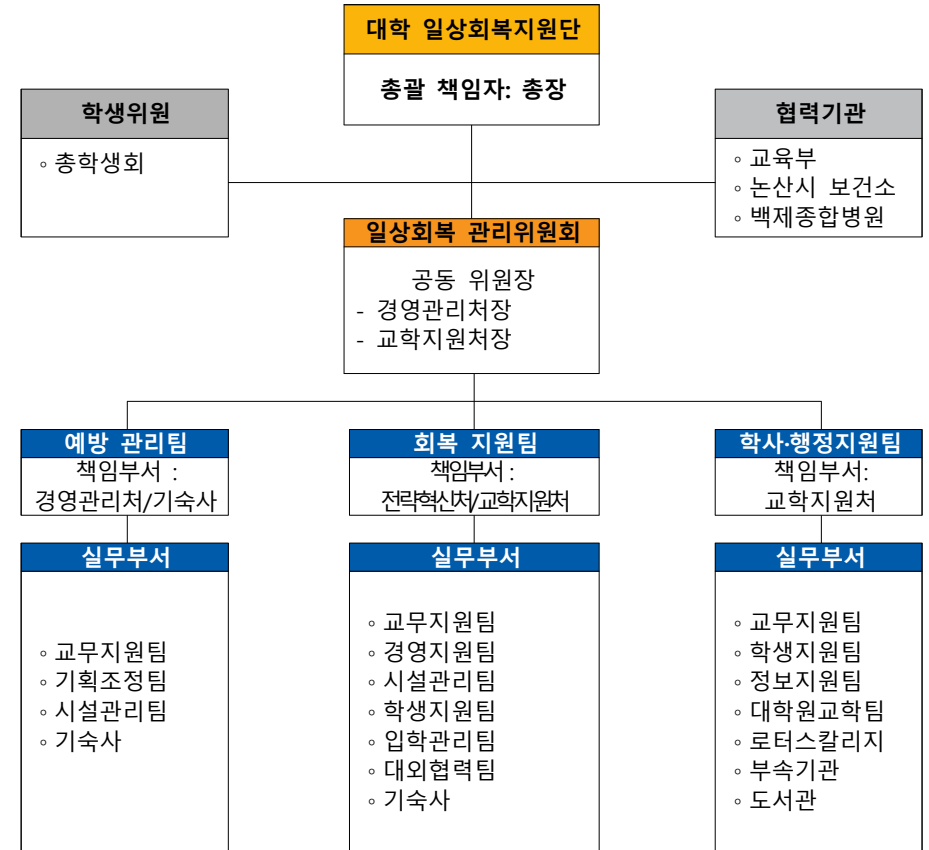 대학 일상회복지원단
총괄 책임자: 총장
학생위원
◦ 총학생회
협력기관
◦ 교육부
◦ 논산시 보건소
◦ 백제종합병원
일상회복 관리위원회
공동 위원장
- 경영관리처장
- 교학지원처장
예방 관리팀
책임부서 :
경영관리처/기숙사
회복 지원팀
책임부서 :
전략혁신처/교학지원처
학사·행정지원팀
책임부서:
교학지원처
실무부서
◦ 교무지원팀
◦ 기획조정팀
◦ 시설관리팀
◦ 기숙사
실무부서
◦ 교무지원팀
◦ 경영지원팀
◦ 시설관리팀
◦ 학생지원팀
◦ 입학관리팀
◦ 대외협력팀
◦ 기숙사
실무부서
◦ 교무지원팀
◦ 학생지원팀
◦ 정보지원팀
◦ 대학원교학팀
◦ 로터스칼리지
◦ 부속기관
◦ 도서관